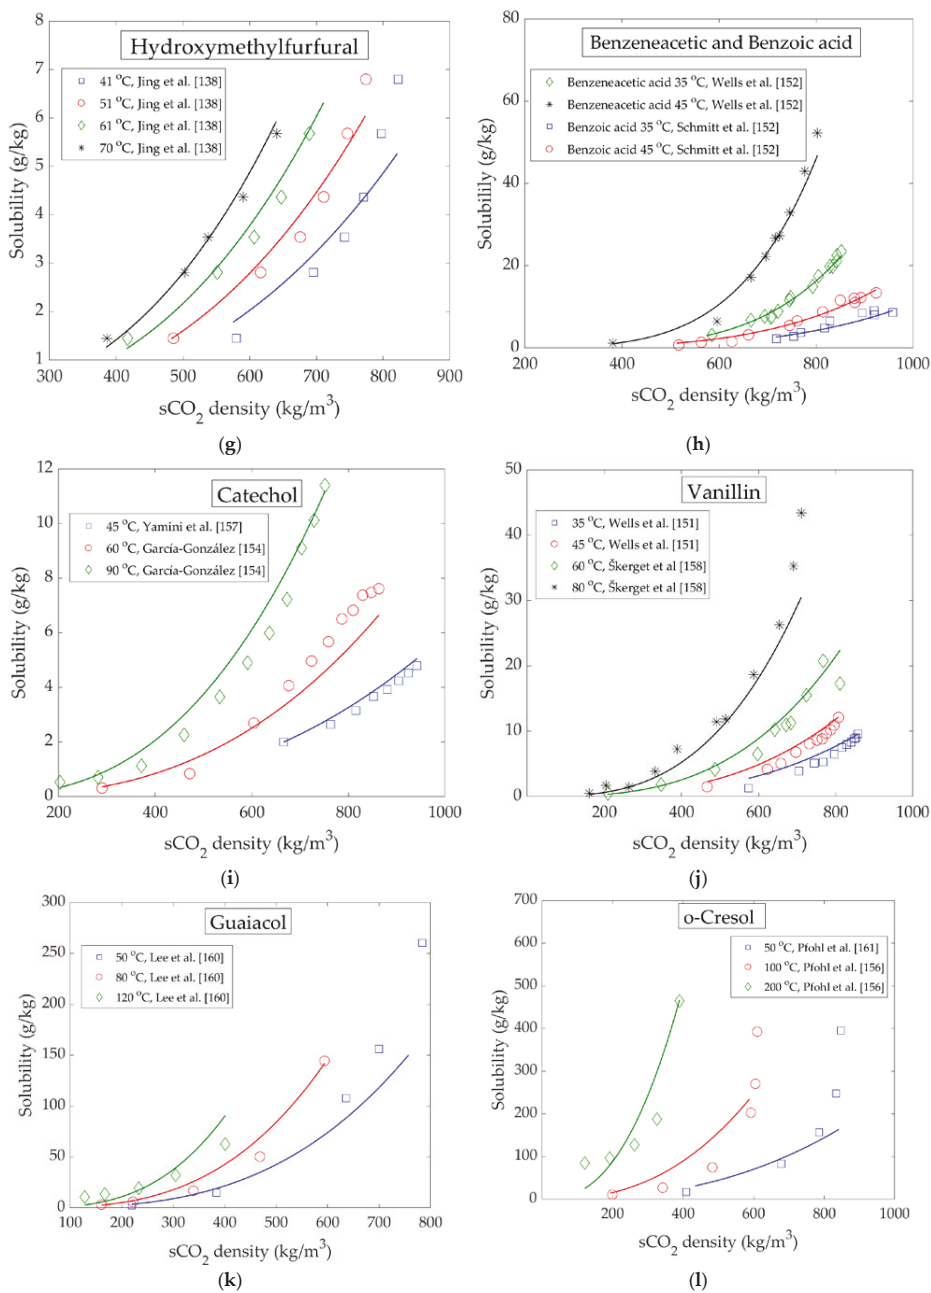 Hydroxymethylfurfural
41 °C, Jing et al. [138]
51 °C, Jing et al. [138]
61 °C, Jing et al. [138]
70 °C, Jing et al. [138]
Solubility (g/kg)
8
7
6
5
4
3
2
1
300 400 500 600 700 800 900
sCO₂ density (kg/m³)
(g)
Benzeneacetic and Benzoic acid
Benzeneacetic acid 35 °C, Wells et al. [152]
Benzeneacetic acid 45 °C, Wells et al. [152]
Benzoic acid 35 °C, Schmitt et al. [152]
Benzoic acid 45 °C, Schmitt et al. [152]
Solubility (g/kg)
80
60
40
20
0
200 400 600 800 1000
sCO₂ density (kg/m³)
(h)
Catechol
45 °C, Yamini et al. [157]
60 °C, García-González [154]
90 °C, García-González [154]
Solubility (g/kg)
12
10
8
6
4
2
0
200 400 600 800 1000
sCO₂ density (kg/m³)
(i)
Vanillin
35 °C, Wells et al. [151]
45 °C, Wells et al. [151]
60 °C, Škerget et al [158]
80 °C, Škerget et al [158]
Solubility (g/kg)
50
40
30
20
10
0
0 200 400 600 800 1000
sCO₂ density (kg/m³)
(j)
Guaiacol
50 °C, Lee et al. [160]
80 °C, Lee et al. [160]
120 °C, Lee et al. [160]
Solubility (g/kg)
300
250
200
150
100
50
0
100 200 300 400 500 600 700 800
sCO₂ density (kg/m³)
(k)
o-Cresol
50 °C, Pfohl et al. [161]
100 °C, Pfohl et al. [156]
200 °C, Pfohl et al. [156]
Solubility (g/kg)
700
600
500
400
300
200
100
0
0 200 400 600 800 1000
sCO₂ density (kg/m³)
(l)